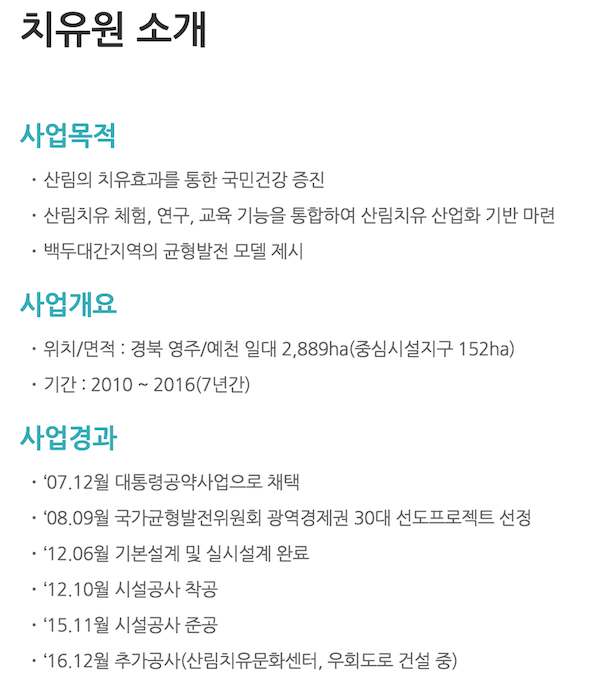 치유원 소개
사업목적
· 산림의 치유효과를 통한 국민건강 증진
· 산림치유 체험, 연구, 교육 기능을 통합하여 산림치유 산업화 기반 마련
· 백두대간지역의 균형발전 모델 제시
사업개요
· 위치/면적 : 경북 영주/예천 일대 2,889ha(중심시설지구 152ha)
· 기간 : 2010 ~ 2016(7년간)
사업경과
· ‘07.12월 대통령공약사업으로 채택
· ‘08.09월 국가균형발전위원회 광역경제권 30대 선도프로젝트 선정
· ‘12.06월 기본설계 및 실시설계 완료
· ‘12.10월 시설공사 착공
· ‘15.11월 시설공사 준공
· ‘16.12월 추가공사(산림치유문화센터, 우회도로 건설 중)